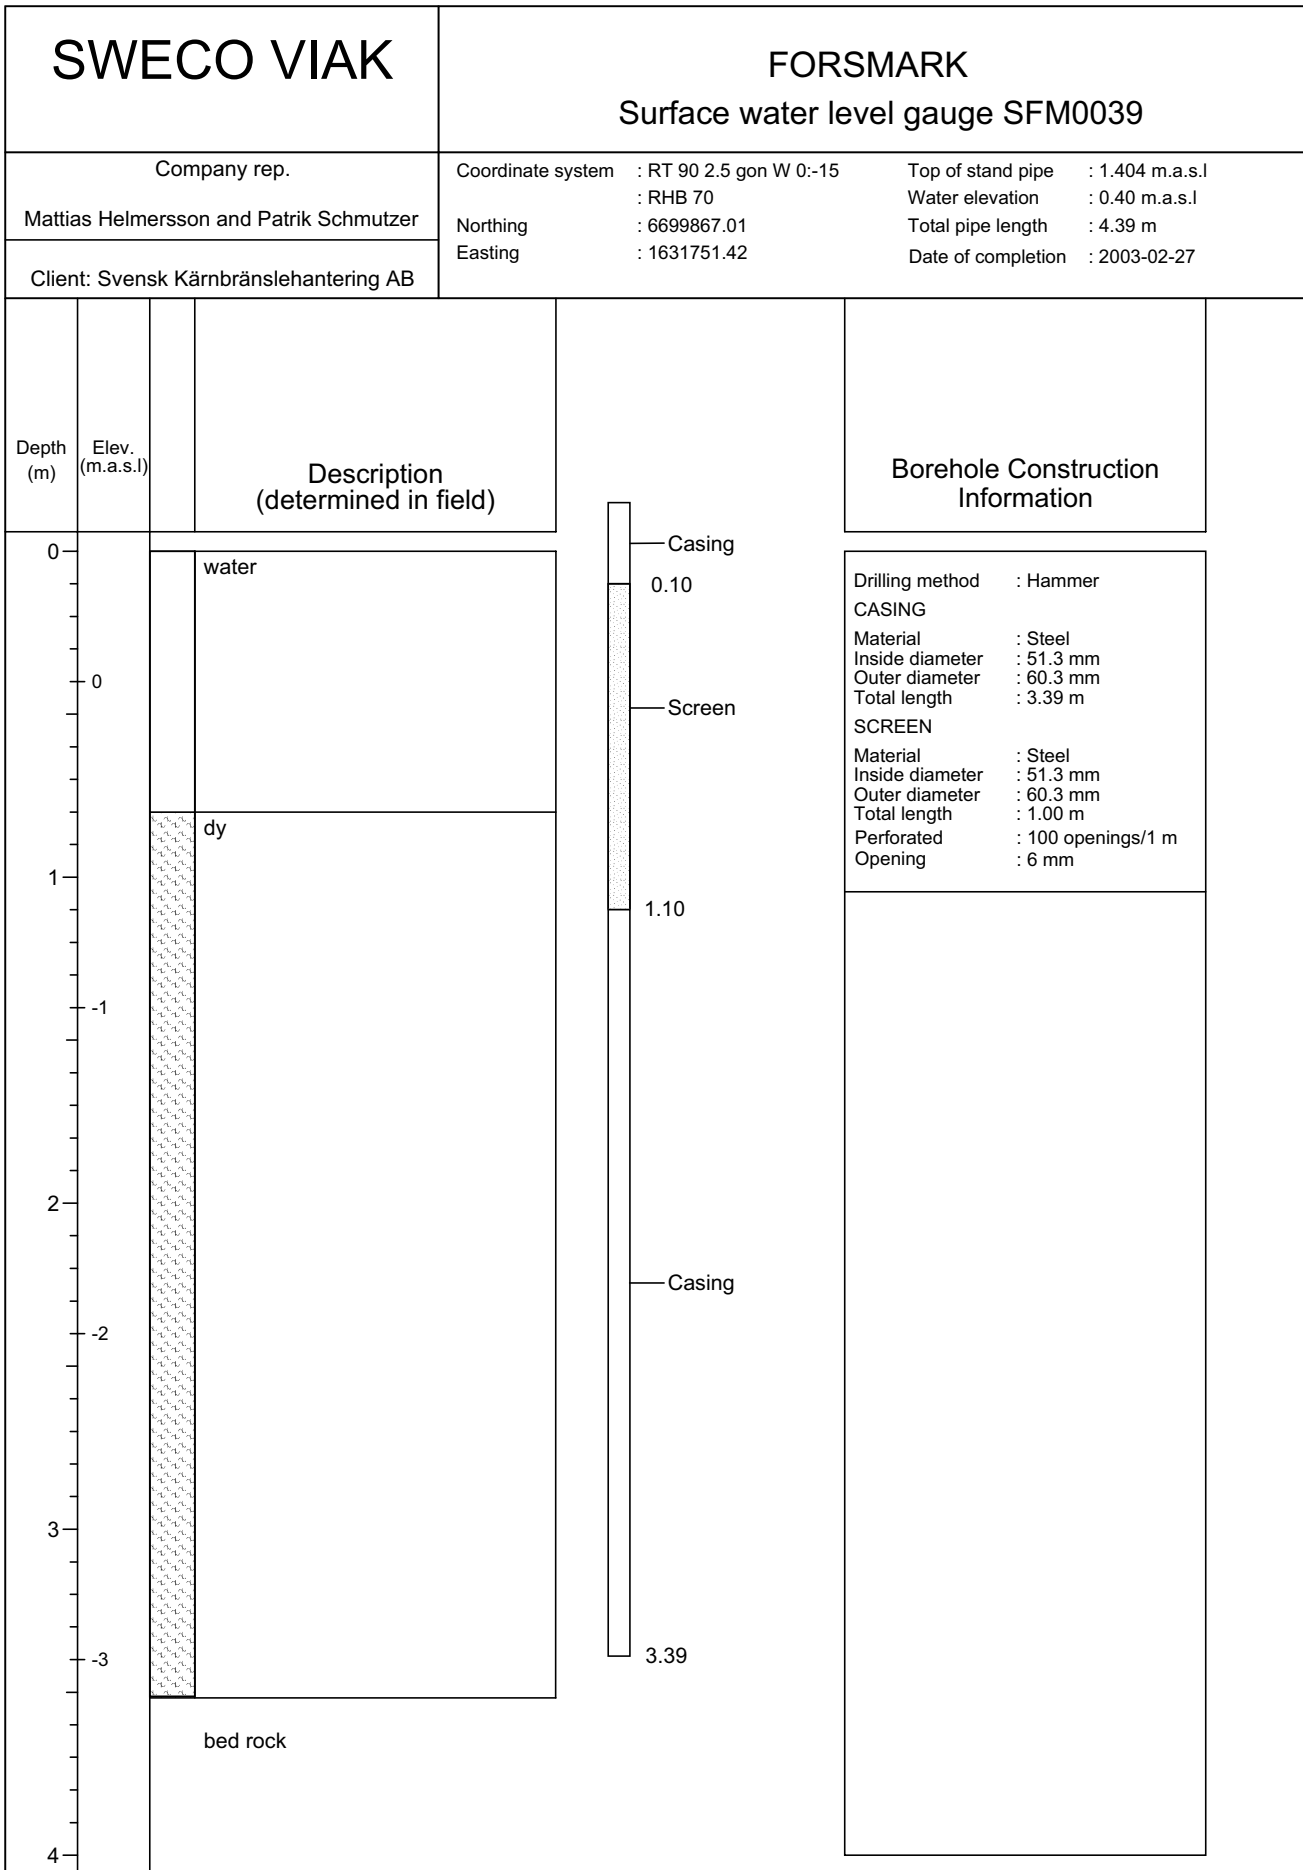 SWECO VIAK
FORSMARK
Surface water level gauge SFM0039
Company rep.
Mattias Helmersson and Patrik Schmutzer
Client: Svensk Kärnbränslehantering AB
Coordinate system : RT 90 2.5 gon W 0:-15
: RHB 70
Northing : 6699867.01
Easting : 1631751.42
Top of stand pipe : 1.404 m.a.s.l
Water elevation : 0.40 m.a.s.l
Total pipe length : 4.39 m
Date of completion : 2003-02-27
Depth
(m)
Elev.
(m.a.s.l)
Description
(determined in field)
Borehole Construction
Information
0
water
0
dy
1
-1
2
-2
3
-3
bed rock
4
Casing
0.10
Screen
1.10
Casing
3.39
Drilling method : Hammer
CASING
Material : Steel
Inside diameter : 51.3 mm
Outer diameter : 60.3 mm
Total length : 3.39 m
SCREEN
Material : Steel
Inside diameter : 51.3 mm
Outer diameter : 60.3 mm
Total length : 1.00 m
Perforated : 100 openings/1 m
Opening : 6 mm